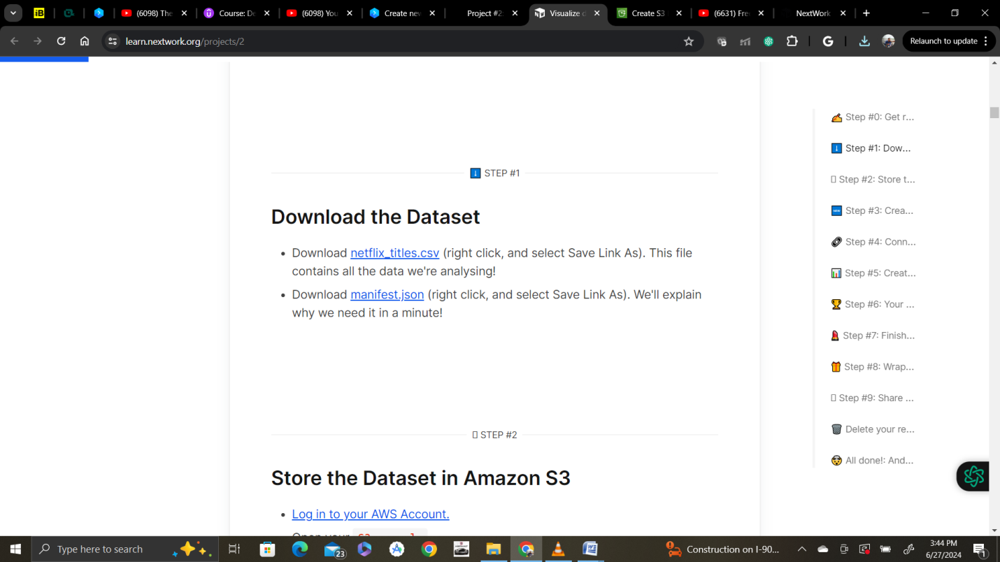 iB
(6098) The
Course: De
(6098) You
Create new
Project #2:
Visualize d
Create S3
(6631) Fre
NextWork
learn.nextwork.org/projects/2
Relaunch to update
STEP #1
Download the Dataset
• Download netflix_titles.csv (right click, and select Save Link As). This file
contains all the data we're analysing!
• Download manifest.json (right click, and select Save Link As). We'll explain
why we need it in a minute!
STEP #2
Store the Dataset in Amazon S3
• Log in to your AWS Account.
Step #0: Get r...
Step #1: Dow...
Step #2: Store t...
Step #3: Crea...
Step #4: Conn...
Step #5: Creat...
Step #6: Your ...
Step #7: Finish...
Step #8: Wrap...
Step #9: Share ...
Delete your re...
All done!: And...
Type here to search
23
Construction on I-90...
3:44 PM
6/27/2024
1